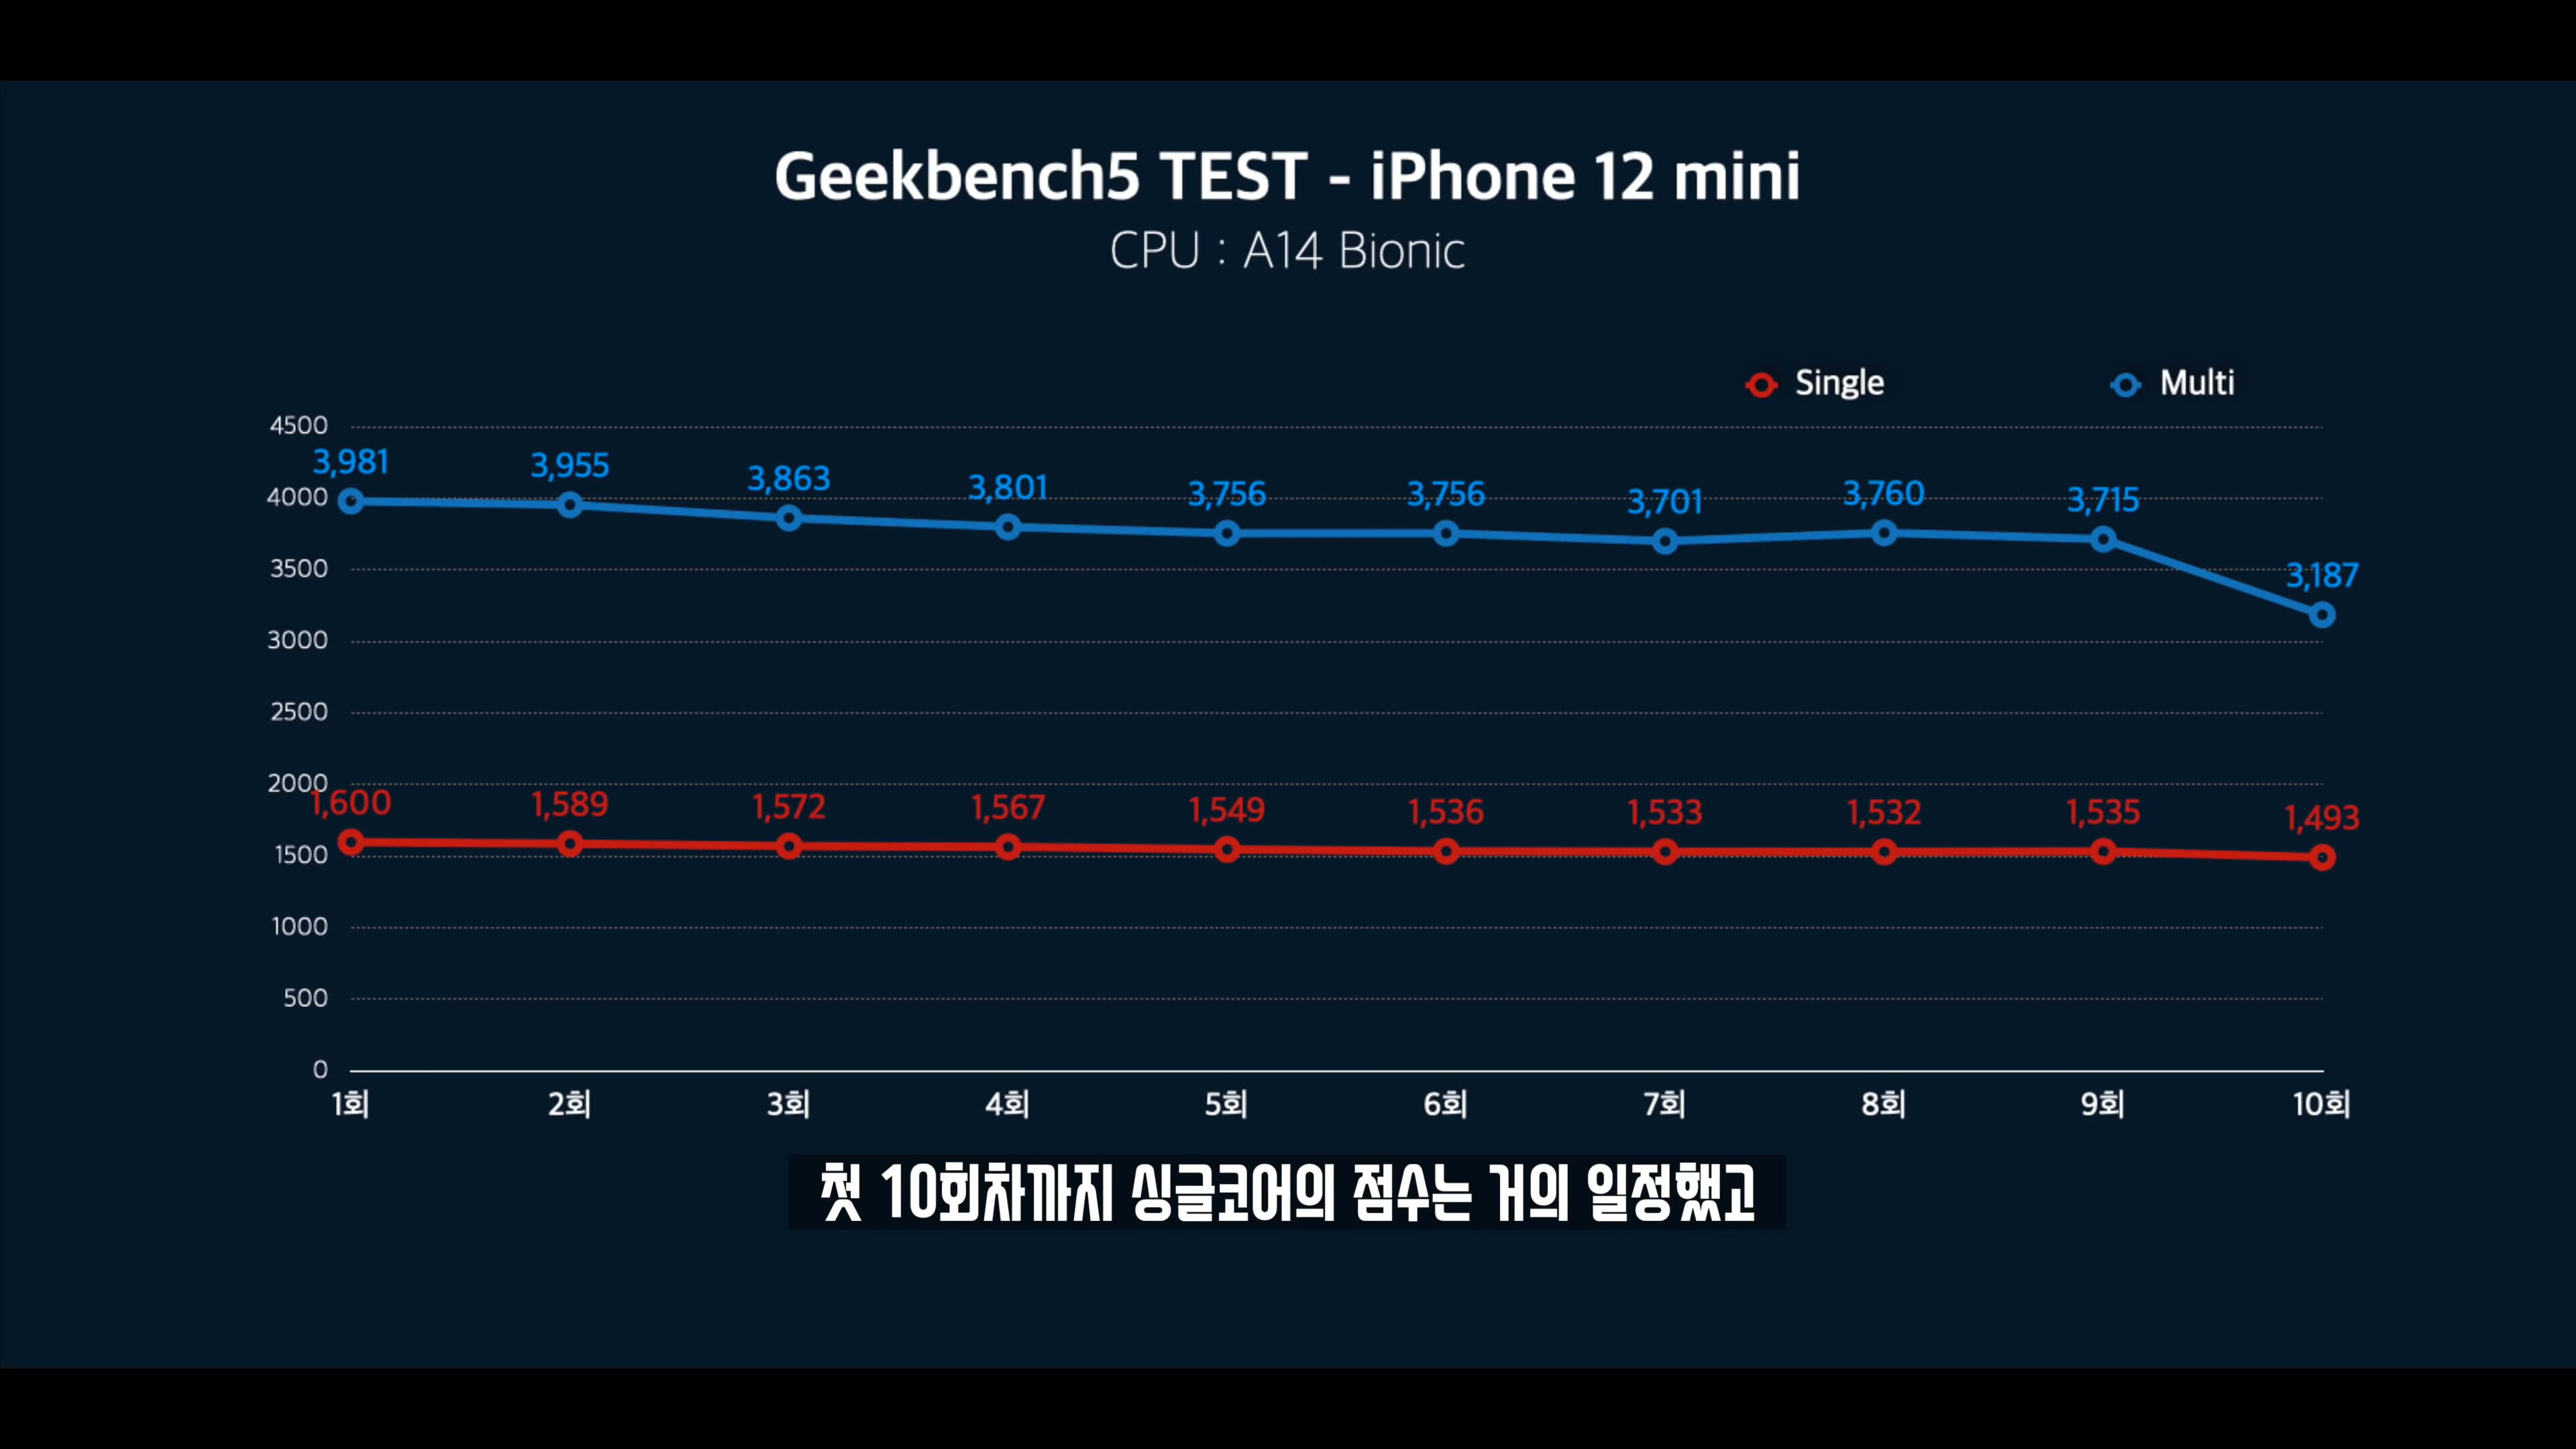 Geekbench5 TEST - iPhone 12 mini
CPU : A14 Bionic
Single Multi
4500
3,981 3,955 3,863 3,801 3,756 3,756 3,701 3,760 3,715 3,187
4000
3500
3000
2500
2000
1,600 1,589 1,572 1,567 1,549 1,536 1,533 1,532 1,535 1,493
1500
1000
500
0
1회 2회 3회 4회 5회 6회 7회 8회 9회 10회
첫 10회차까지 싱글코어의 점수는 거의 일정했고